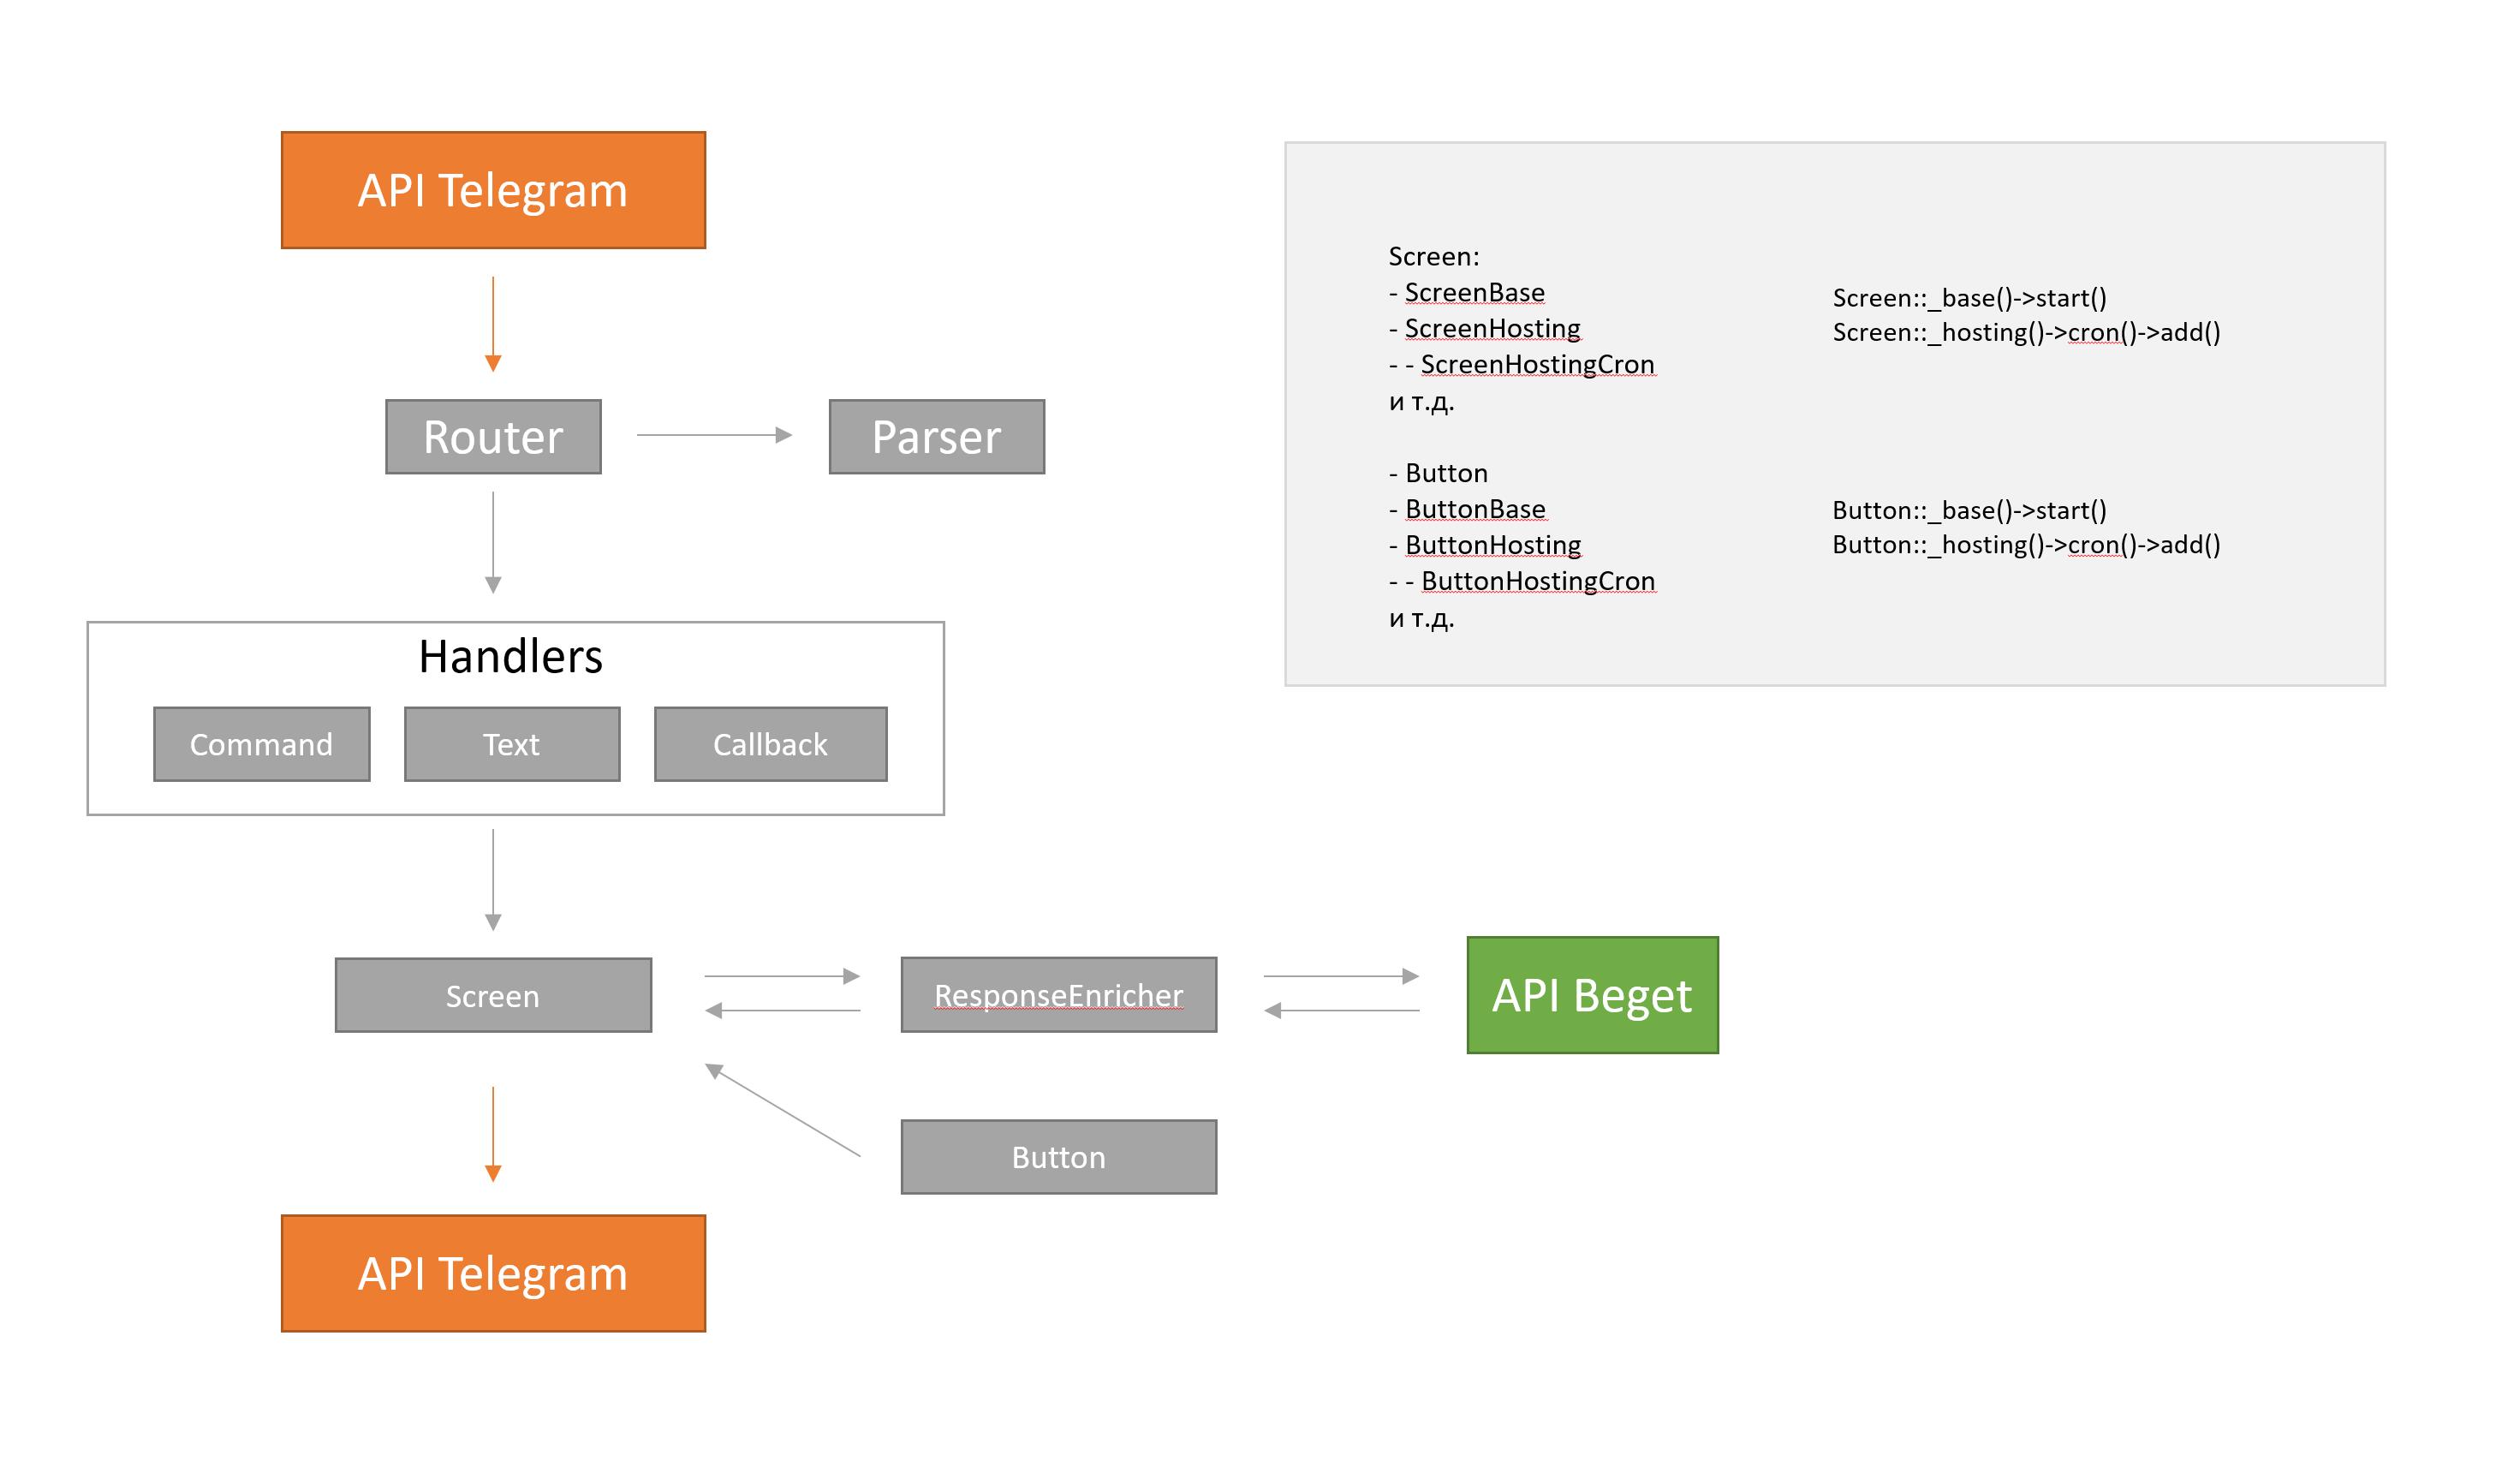 API Telegram
Router
Parser
Handlers
Command
Text
Callback
Screen
ResponseEnricher
API Beget
Button
API Telegram
Screen:
- ScreenBase
- ScreenHosting
- - ScreenHostingCron
и т.д.
- Button
- ButtonBase
- ButtonHosting
- - ButtonHostingCron
и т.д.
Screen::_base()->start()
Screen::_hosting()->cron()->add()
Button::_base()->start()
Button::_hosting()->cron()->add()